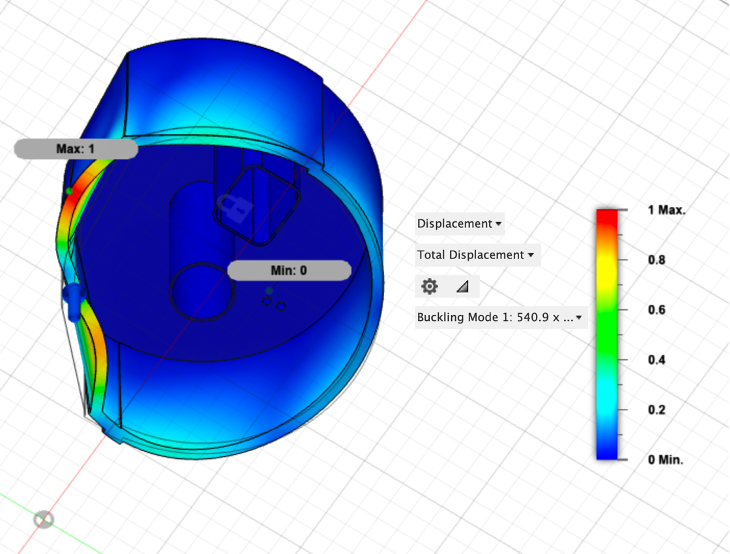 Max: 1
Min: 0
Displacement
Total Displacement
Buckling Mode 1: 540.9 x ...
1 Max.
0.8
0.6
0.4
0.2
0 Min.